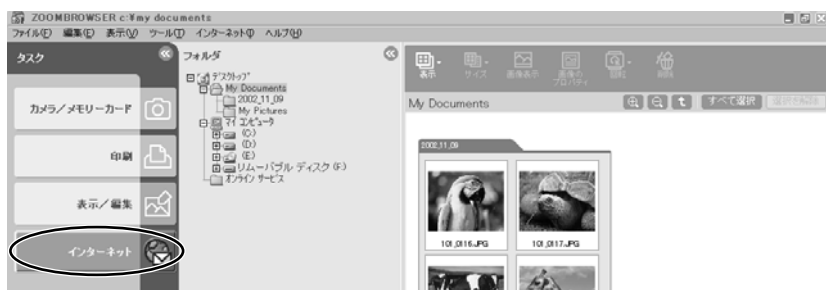 ZOOMBROWSER c:¥my documents
ファイル(F) 編集(E) 表示(V) ツール(T) インターネット(I) ヘルプ(H)
タスク
カメラ/メモリーカード
印刷
表示/編集
インターネット
フォルダ
デスクトップ
My Documents
2002_11_09
My Pictures
マイ コンピュータ
(C:)
(D:)
(E:)
リムーバブル ディスク (F:)
オンライン サービス
表示
サイズ
画像表示
画像の
プロパティ
回転
削除
My Documents
すべて選択
選択を解除
2002_11_09
101_0116.JPG
101_0117.JPG